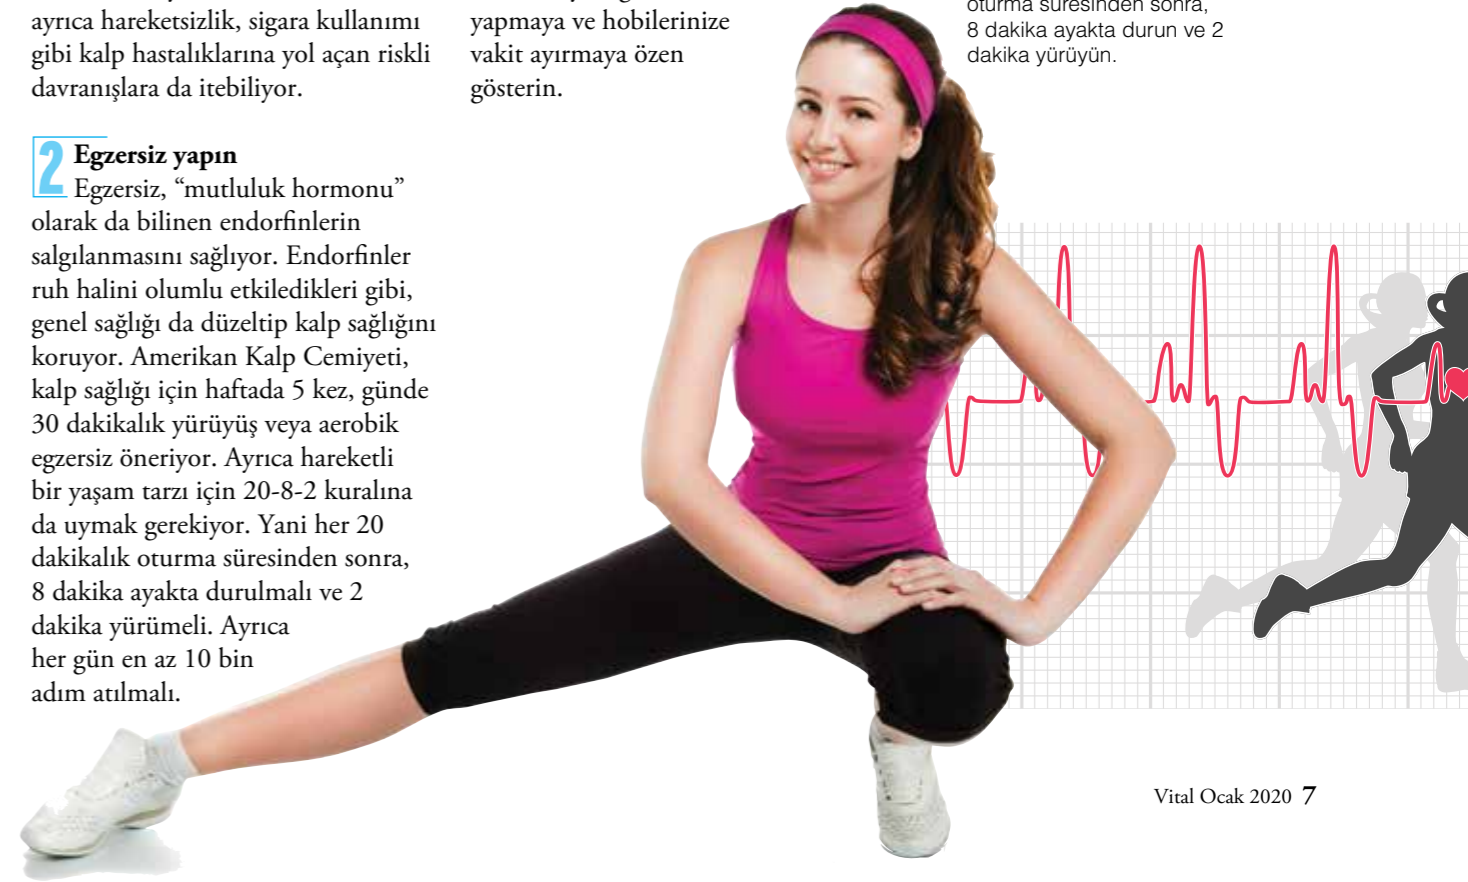 ayrıca hareketsizlik, sigara kullanımı
gibi kalp hastalıklarına yol açan riskli
davranışlara da itebiliyor.
2 Egzersiz yapın
Egzersiz, “mutluluk hormonu”
olarak da bilinen endorfinlerin
salgılanmasını sağlıyor. Endorfinler
ruh halini olumlu etkiledikleri gibi,
genel sağlığı da düzeltip kalp sağlığını
koruyor. Amerikan Kalp Cemiyeti,
kalp sağlığı için haftada 5 kez, günde
30 dakikalık yürüyüş veya aerobik
egzersiz öneriyor. Ayrıca hareketli
bir yaşam tarzı için 20-8-2 kuralına
da uymak gerekiyor. Yani her 20
dakikalık oturma süresinden sonra,
8 dakika ayakta durulmalı ve 2
dakika yürümeli. Ayrıca
her gün en az 10 bin
adım atılmalı.
yapmaya ve hobilerinize
vakit ayırmaya özen
gösterin.
oturma süresinden sonra,
8 dakika ayakta durun ve 2
dakika yürüyün.
Vital Ocak 2020 7